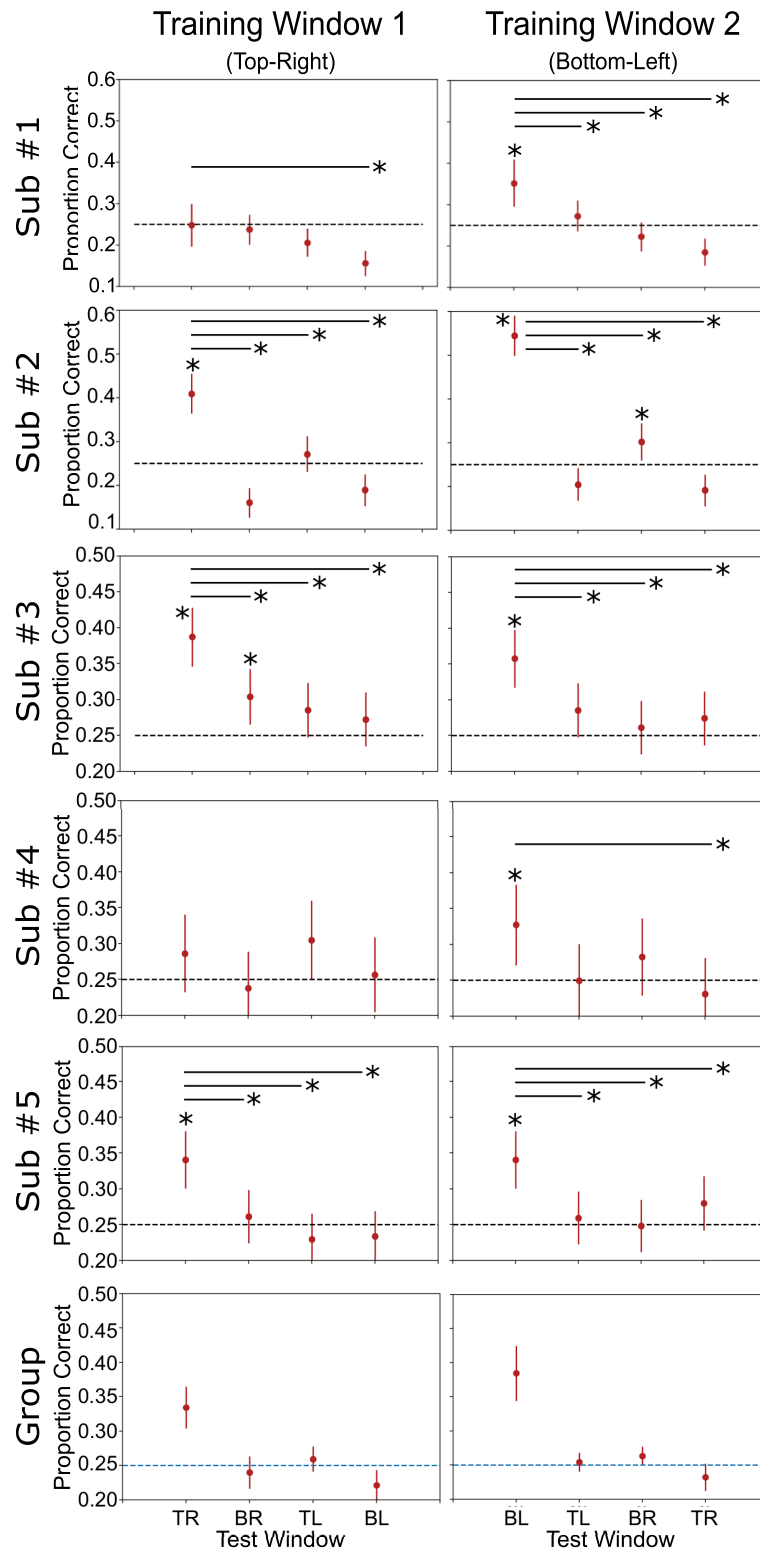 Training Window 1 Training Window 2
(Top-Right) (Bottom-Left)
Sub #1
Proportion Correct
0.6
0.5
0.4
0.3
0.2
0.1
* * * * *
Sub #2
Proportion Correct
0.6
0.5
0.4
0.3
0.2
0.1
* * * * * * * * *
Sub #3
Proportion Correct
0.50
0.45
0.40
0.35
0.30
0.25
0.20
* * * * * * * * *
Sub #4
Proportion Correct
0.50
0.45
0.40
0.35
0.30
0.25
0.20
* *
Sub #5
Proportion Correct
0.50
0.45
0.40
0.35
0.30
0.25
0.20
* * * * * * * *
Group
Proportion Correct
0.50
0.45
0.40
0.35
0.30
0.25
0.20
TR BR TL BL BL TL BR TR
Test Window Test Window